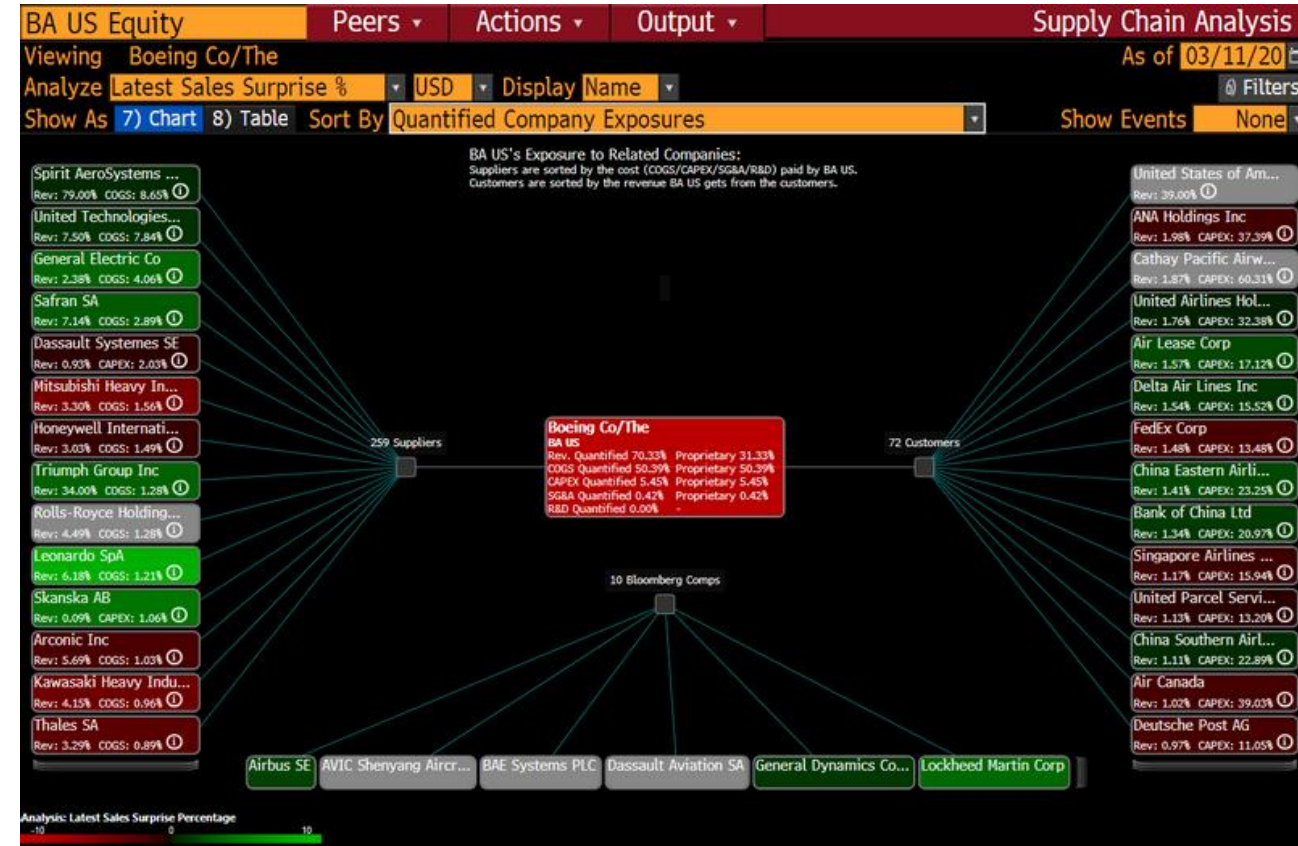 BA US Equity Peers Actions Output Supply Chain Analysis
Viewing Boeing Co/The As of 03/11/20
Analyze Latest Sales Surprise % USD Display Name Filters
Show As 7) Chart 8) Table Sort By Quantified Company Exposures Show Events None
BA US's Exposure to Related Companies:
Suppliers are sorted by the cost (COGS/CAPEX/SG&A/R&D) paid by BA US.
Customers are sorted by the revenue BA US gets from the customers.
Spirit AeroSystems ...
Rev: 79.00% COGS: 8.65%
United Technologies...
Rev: 7.50% COGS: 7.84%
General Electric Co
Rev: 2.38% COGS: 4.06%
Safran SA
Rev: 7.14% COGS: 2.89%
Dassault Systemes SE
Rev: 0.93% CAPEX: 2.03%
Mitsubishi Heavy In...
Rev: 3.30% COGS: 1.56%
Honeywell Internati...
Rev: 3.03% COGS: 1.49%
Triumph Group Inc
Rev: 34.00% COGS: 1.28%
Rolls-Royce Holding...
Rev: 4.49% COGS: 1.28%
Leonardo SpA
Rev: 6.18% COGS: 1.21%
Skanska AB
Rev: 0.09% CAPEX: 1.06%
Arconic Inc
Rev: 5.69% COGS: 1.03%
Kawasaki Heavy Indu...
Rev: 4.15% COGS: 0.96%
Thales SA
Rev: 3.29% COGS: 0.89%
259 Suppliers
Boeing Co/The
BA US
Rev. Quantified 70.33% Proprietary 31.33%
COGS Quantified 50.39% Proprietary 50.39%
CAPEX Quantified 5.45% Proprietary 5.45%
SG&A Quantified 0.42% Proprietary 0.42%
R&D Quantified 0.00% -
72 Customers
United States of Am...
Rev: 39.00%
ANA Holdings Inc
Rev: 1.98% CAPEX: 37.39%
Cathay Pacific Airw...
Rev: 1.87% CAPEX: 60.31%
United Airlines Hol...
Rev: 1.76% CAPEX: 32.38%
Air Lease Corp
Rev: 1.57% CAPEX: 17.12%
Delta Air Lines Inc
Rev: 1.54% CAPEX: 15.52%
FedEx Corp
Rev: 1.48% CAPEX: 13.48%
China Eastern Airli...
Rev: 1.41% CAPEX: 23.25%
Bank of China Ltd
Rev: 1.34% CAPEX: 20.97%
Singapore Airlines ...
Rev: 1.17% CAPEX: 15.94%
United Parcel Servi...
Rev: 1.13% CAPEX: 13.20%
China Southern Airl...
Rev: 1.11% CAPEX: 22.89%
Air Canada
Rev: 1.02% CAPEX: 39.03%
Deutsche Post AG
Rev: 0.97% CAPEX: 11.05%
10 Bloomberg Comps
Airbus SE AVIC Shenyang Aircr... BAE Systems PLC Dassault Aviation SA General Dynamics Co... Lockheed Martin Corp
Analysis: Latest Sales Surprise Percentage
-10 0 10